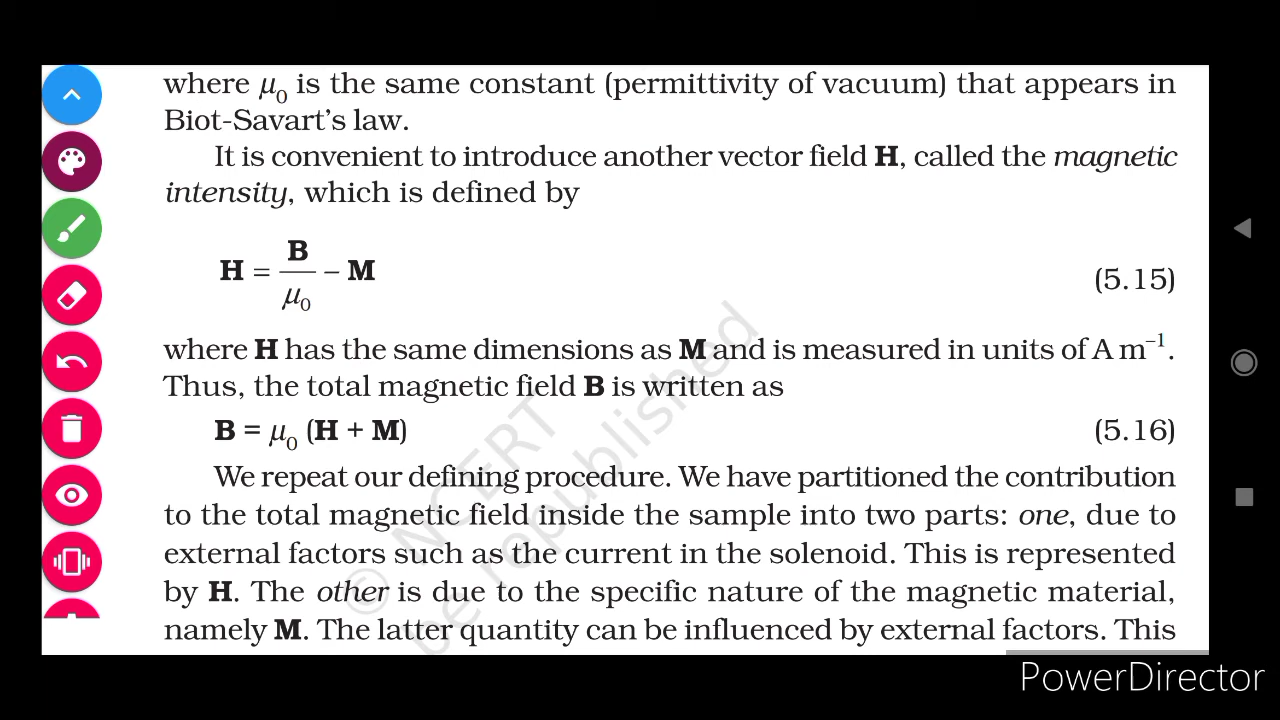 where μ₀ is the same constant (permittivity of vacuum) that appears in
Biot-Savart's law.
It is convenient to introduce another vector field H, called the magnetic
intensity, which is defined by
H = B/μ₀ – M (5.15)
where H has the same dimensions as M and is measured in units of A m⁻¹.
Thus, the total magnetic field B is written as
B = μ₀ (H + M) (5.16)
We repeat our defining procedure. We have partitioned the contribution
to the total magnetic field inside the sample into two parts: one, due to
external factors such as the current in the solenoid. This is represented
by H. The other is due to the specific nature of the magnetic material,
namely M. The latter quantity can be influenced by external factors. This
© NCERT
be republished
PowerDirector